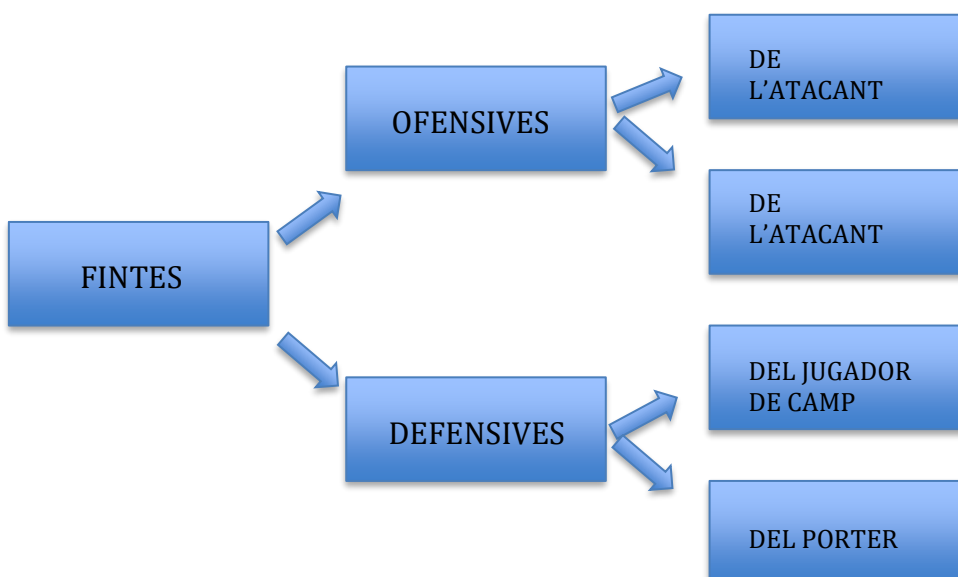 FINTES
OFENSIVES
DE
L’ATACANT
DE
L’ATACANT
DEFENSIVES
DEL JUGADOR
DE CAMP
DEL PORTER